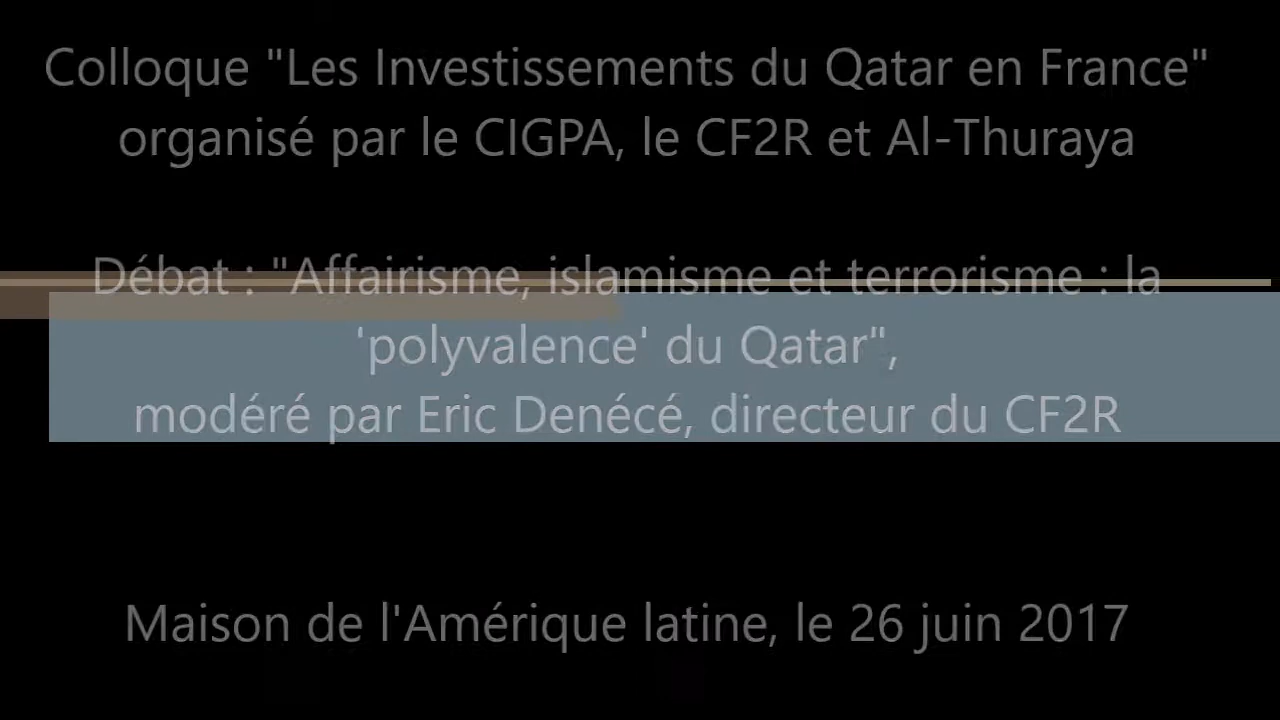 Colloque "Les Investissements du Qatar en France"
organisé par le CIGPA, le CF2R et Al-Thuraya
Débat : "Affairisme, islamisme et terrorisme : la
'polyvalence' du Qatar",
modéré par Eric Denécé, directeur du CF2R
Maison de l'Amérique latine, le 26 juin 2017